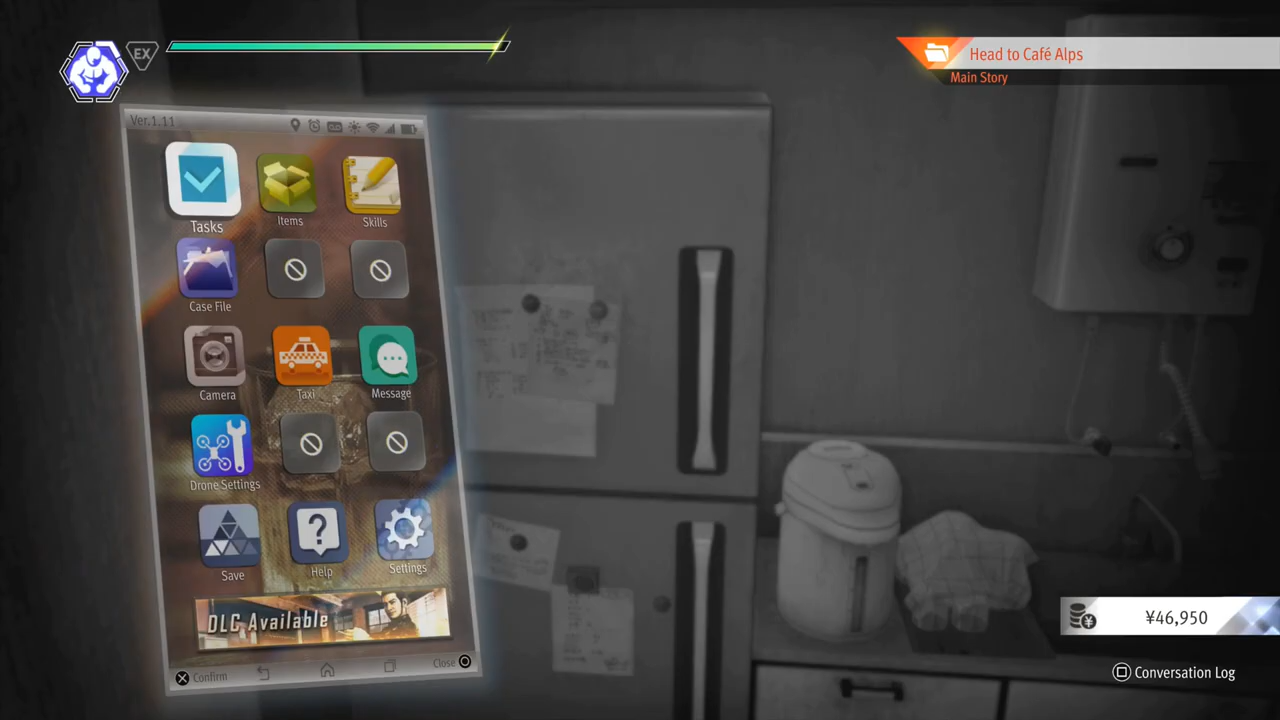 EX
Head to Café Alps
Main Story
Ver.1.11
Tasks
Items
Skills
Case File
Camera
Taxi
Message
Drone Settings
Save
Help
Settings
DLC Available
Confirm
Close
¥46,950
Conversation Log